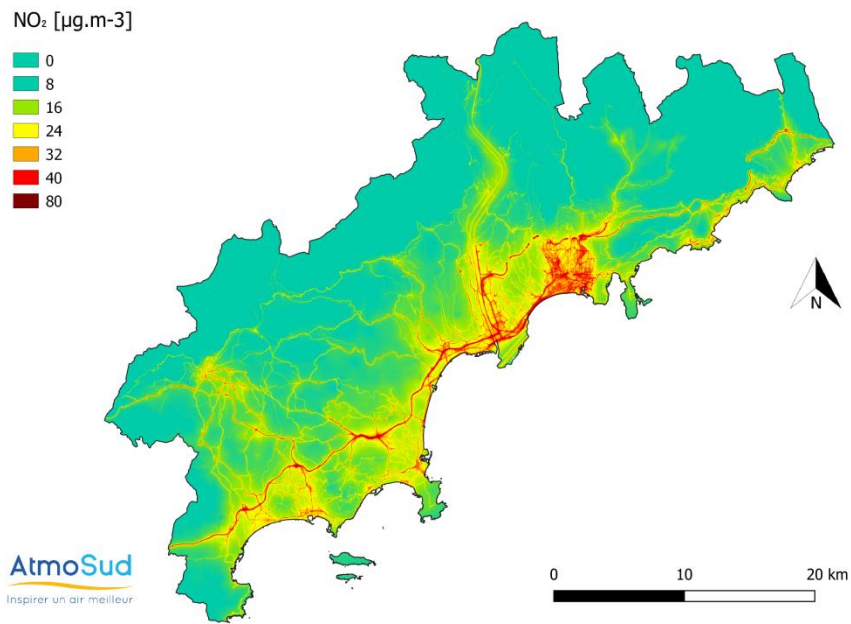 NO₂ [µg.m-3]
0
8
16
24
32
40
80
N
AtmoSud
Inspirer un air meilleur
0 10 20 km